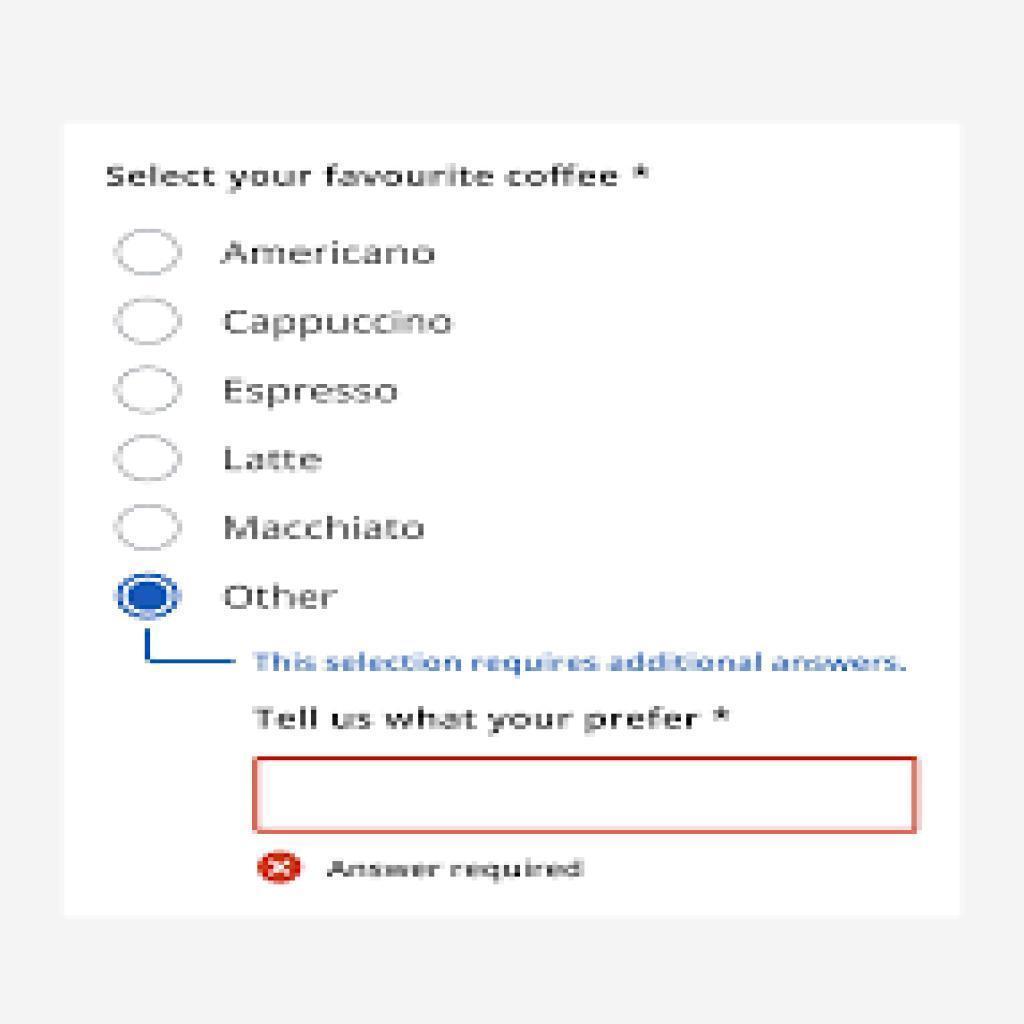 Select your favourite coffee *
Americano
Cappuccino
Espresso
Latte
Macchiato
Other
This selection requires additional answers.
Tell us what your prefer *
Answer required